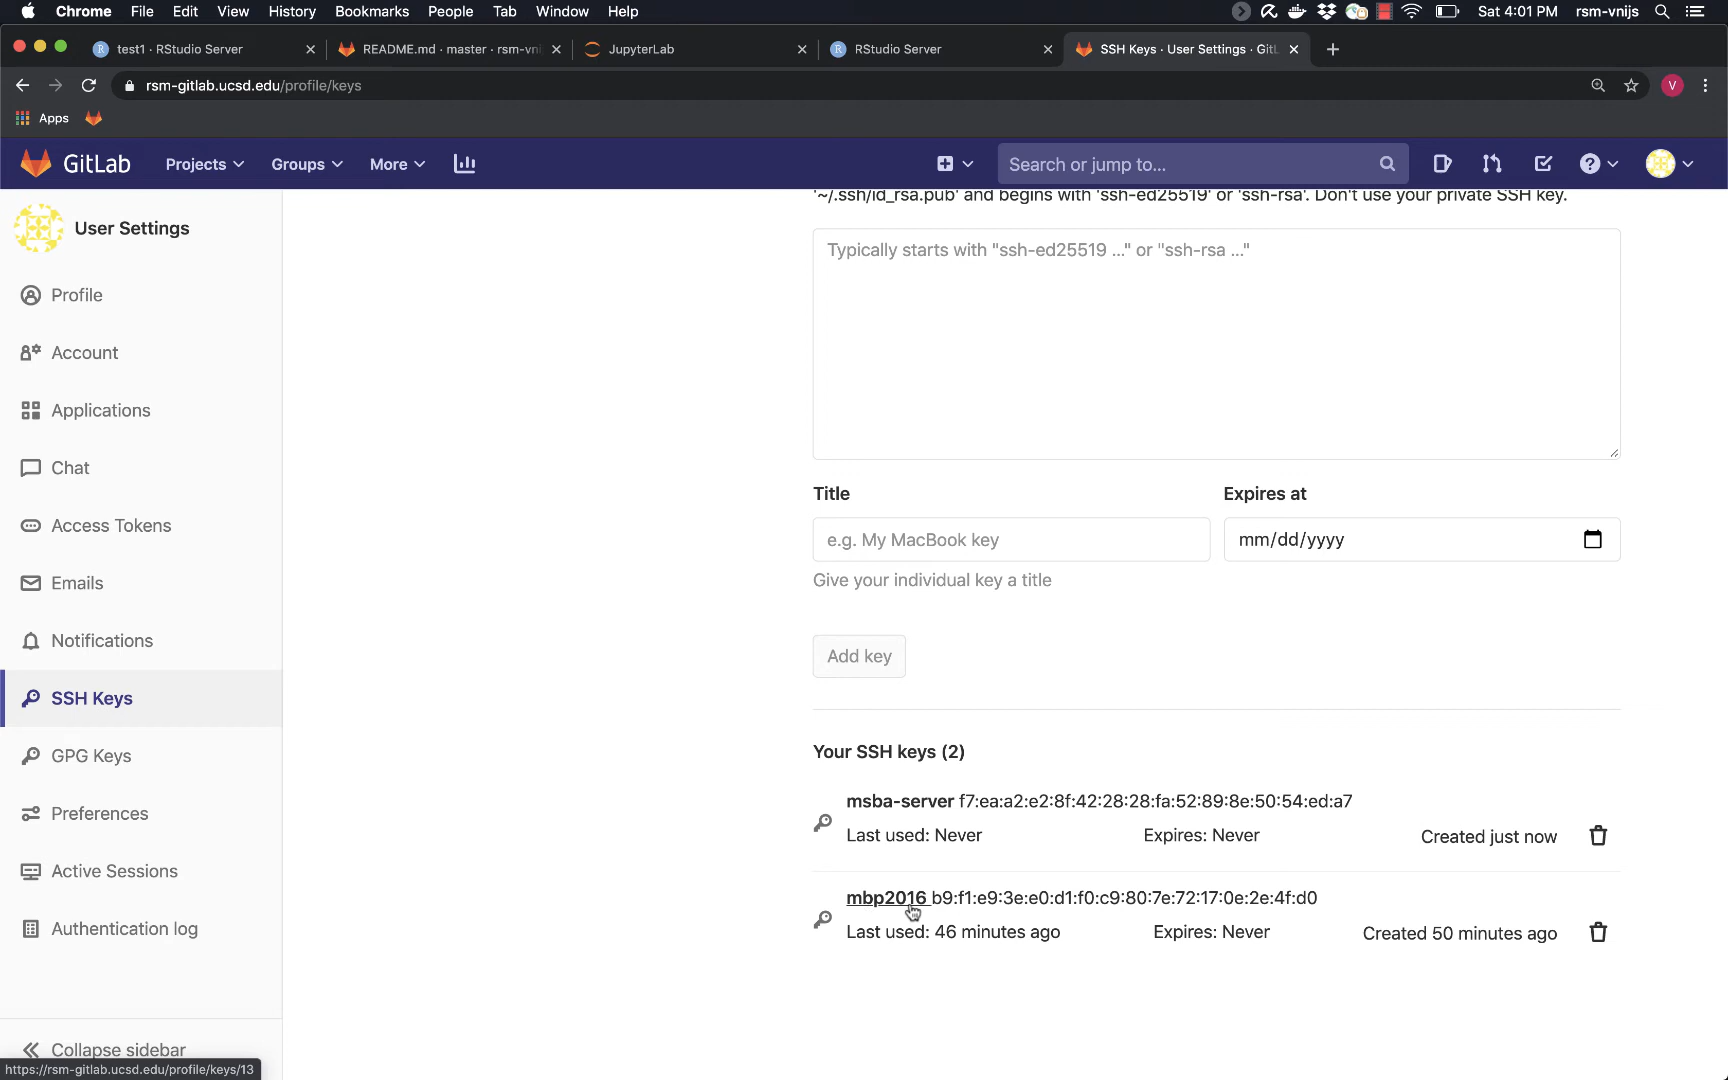 Chrome File Edit View History Bookmarks People Tab Window Help Sat 4:01 PM rsm-vnijs
test1 · RStudio Server README.md · master · rsm-vni JupyterLab RStudio Server SSH Keys · User Settings · GitL
rsm-gitlab.ucsd.edu/profile/keys V
Apps
GitLab Projects Groups More Search or jump to...
'~/.ssh/id_rsa.pub' and begins with 'ssh-ed25519' or 'ssh-rsa'. Don't use your private SSH key.
User Settings
Typically starts with "ssh-ed25519 ..." or "ssh-rsa ..."
Profile
Account
Applications
Chat
Access Tokens
Emails
Notifications
SSH Keys
GPG Keys
Preferences
Active Sessions
Authentication log
Collapse sidebar
https://rsm-gitlab.ucsd.edu/profile/keys/13
Title Expires at
e.g. My MacBook key mm/dd/yyyy
Give your individual key a title
Add key
Your SSH keys (2)
msba-server f7:ea:a2:e2:8f:42:28:28:fa:52:89:8e:50:54:ed:a7
Last used: Never Expires: Never Created just now
mbp2016 b9:f1:e9:3e:e0:d1:f0:c9:80:7e:72:17:0e:2e:4f:d0
Last used: 46 minutes ago Expires: Never Created 50 minutes ago